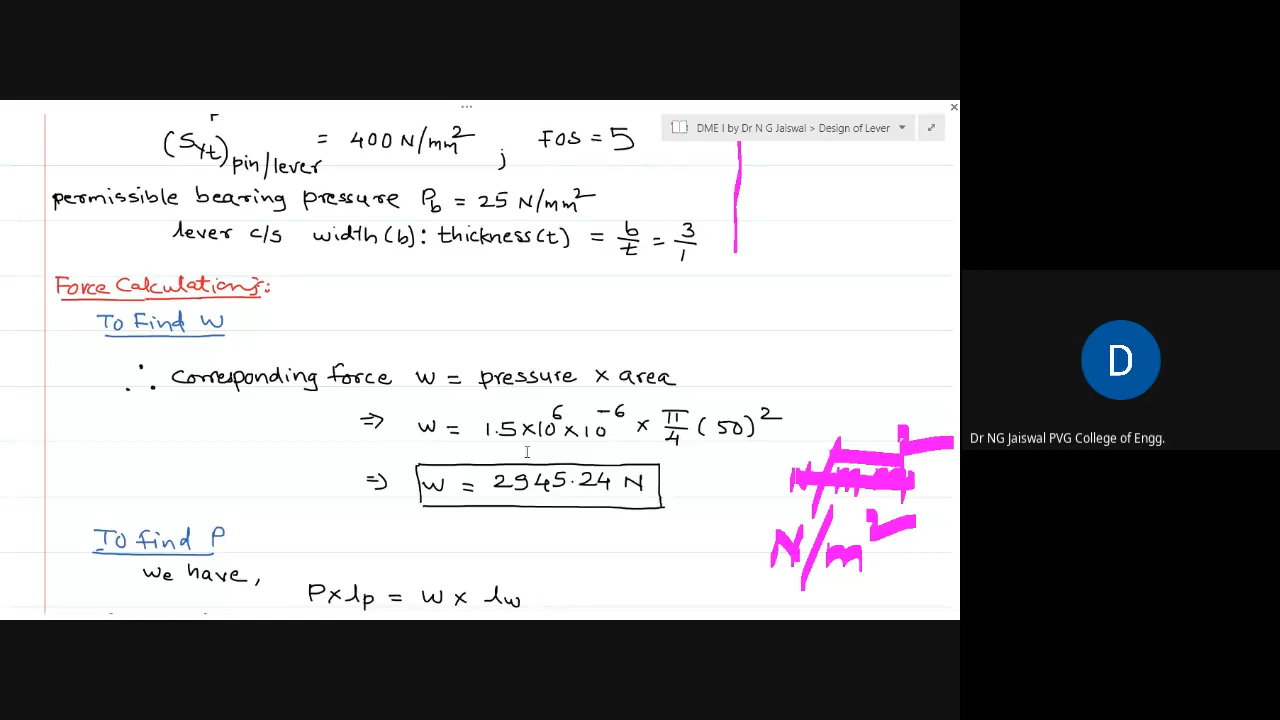 DME I by Dr N G Jaiswal > Design of Lever
(Syt)pin/lever = 400 N/mm² ; FOS = 5
permissible bearing pressure Pb = 25 N/mm²
lever c/s width(b) : thickness(t) = b/t = 3/1
Force Calculations:
To Find W
∴ corresponding force W = pressure × area
⇒ W = 1.5×10⁶×10⁻⁶ × π/4 (50)²
⇒ W = 2945.24 N
N/m²
To find P
we have,
P×lp = W × lw
D
Dr NG Jaiswal PVG College of Engg.